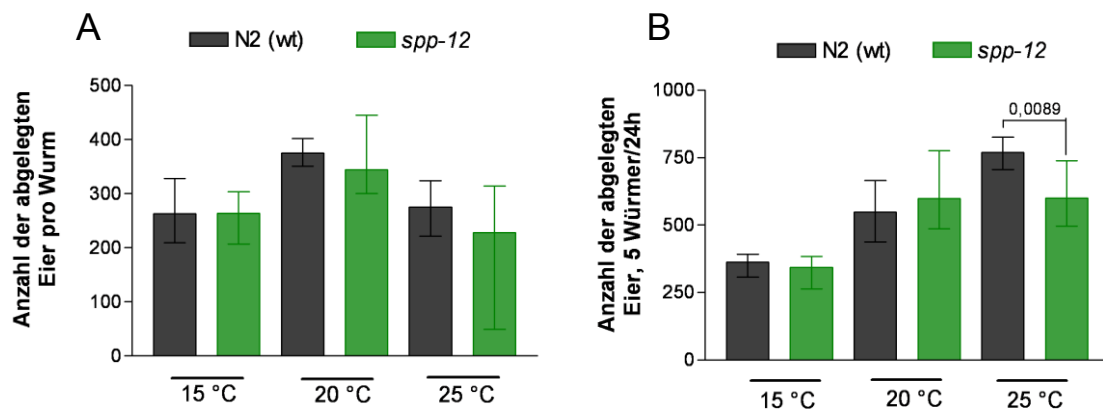 A
N2 (wt) spp-12
Anzahl der abgelegten
Eier pro Wurm
500
400
300
200
100
0
15 °C 20 °C 25 °C
B
N2 (wt) spp-12
Anzahl der abgelegten
Eier, 5 Würmer/24h
1000
750
500
250
0
0,0089
15 °C 20 °C 25 °C